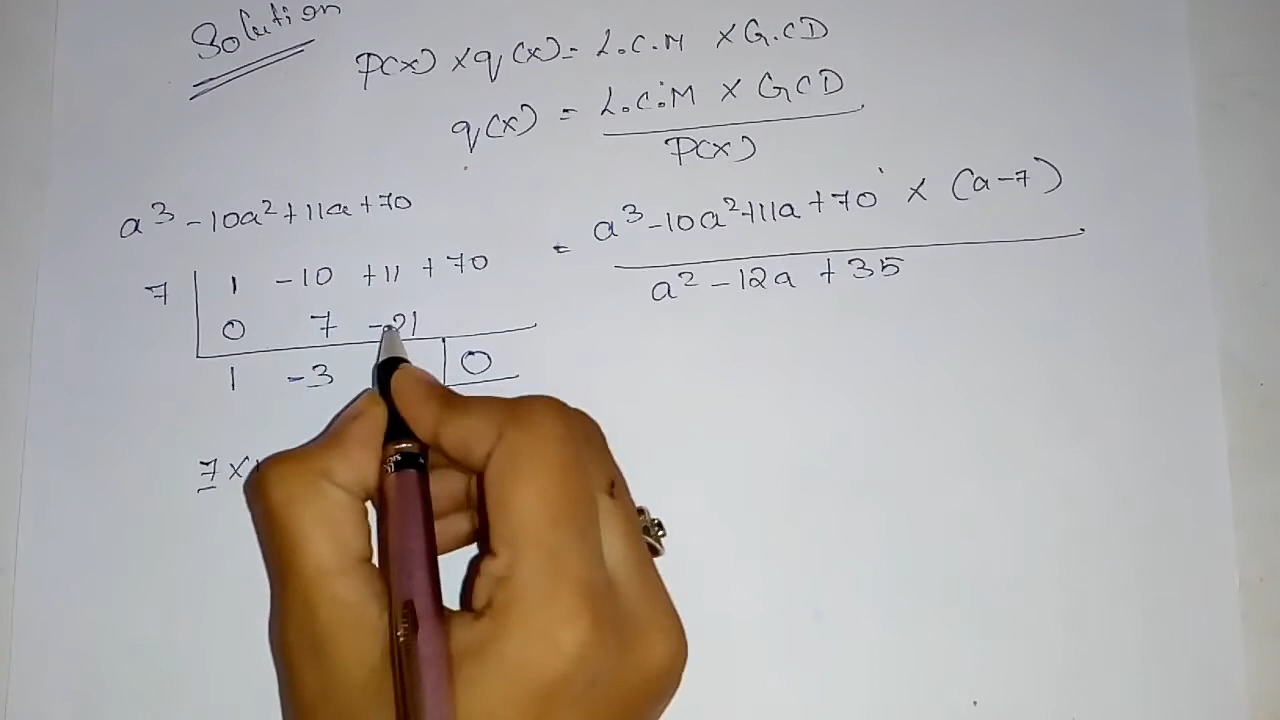 Solution
P(x) × q(x) = L.C.M × G.C.D
q(x) = L.C.M × GCD
P(x)
= a³-10a²+11a+70 × (a-7)
a²-12a+35
a³-10a²+11a+70
7 | 1 -10 +11 +70
0 7 -21
1 -3 0
7×